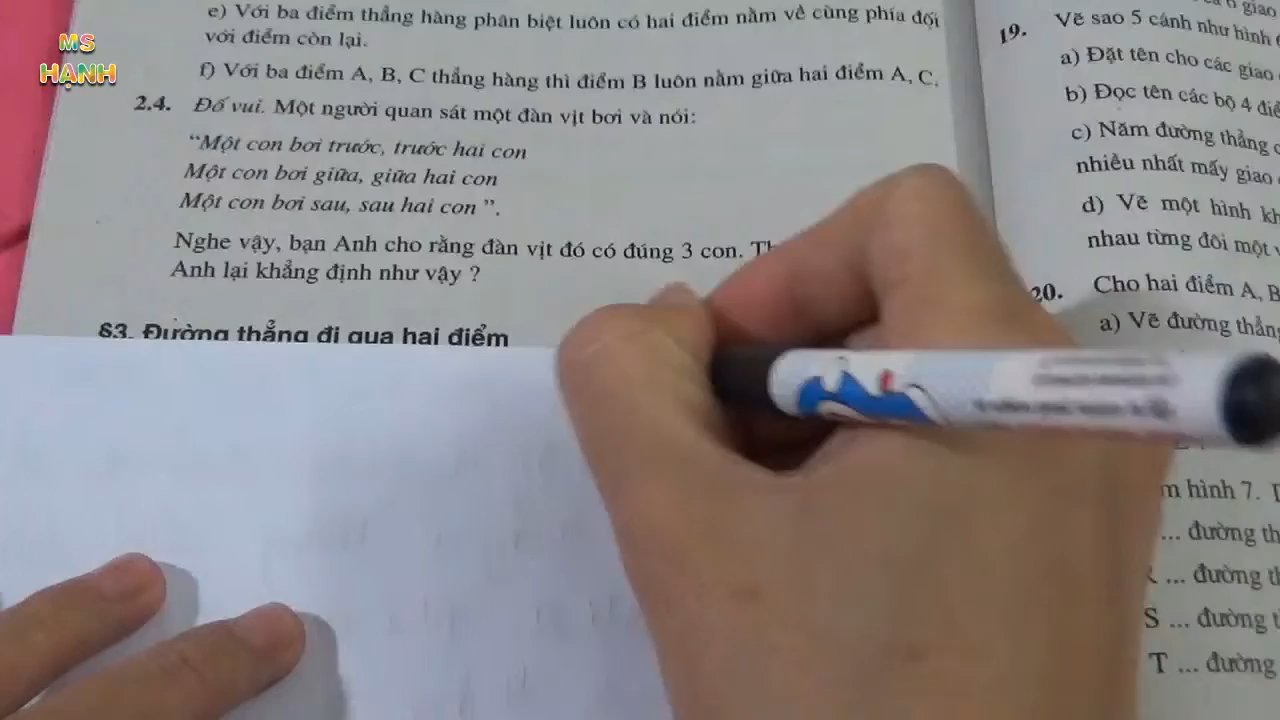 MS
HẠNH
e) Với ba điểm thẳng hàng phân biệt luôn có hai điểm nằm về cùng phía đối
với điểm còn lại.
f) Với ba điểm A, B, C thẳng hàng thì điểm B luôn nằm giữa hai điểm A, C.
2.4. Đố vui. Một người quan sát một đàn vịt bơi và nói:
“Một con bơi trước, trước hai con
Một con bơi giữa, giữa hai con
Một con bơi sau, sau hai con ”.
Nghe vậy, bạn Anh cho rằng đàn vịt đó có đúng 3 con.
Anh lại khẳng định như vậy ?
§3. Đường thẳng đi qua hai điểm
giao
19. Vẽ sao 5 cánh như hình
a) Đặt tên cho các giao
b) Đọc tên các bộ 4
c) Năm đường thẳng
nhiều nhất mấy giao
d) Vẽ một hình
nhau từng đôi một
20. Cho hai điểm A, B
a) Vẽ đường thẳng
hình 7.
... đường
... đường
S ... đường
T ... đường